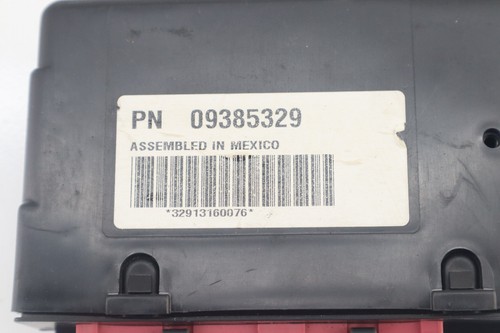 PN 09385329
ASSEMBLED IN MEXICO
*32913160076*